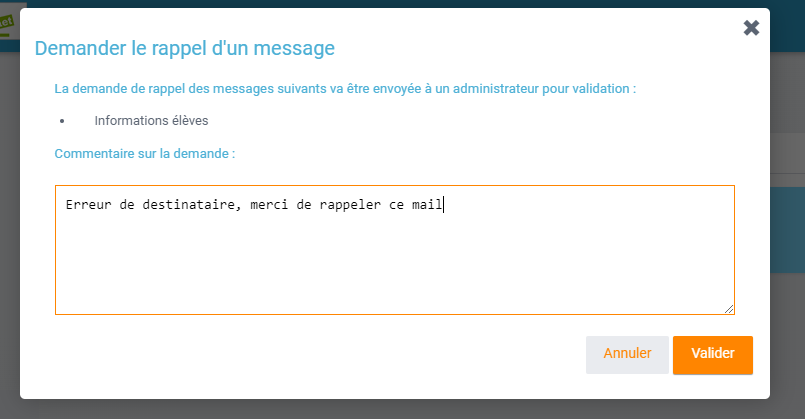 Demander le rappel d'un message
La demande de rappel des messages suivants va être envoyée à un administrateur pour validation :
Informations élèves
Commentaire sur la demande :
Erreur de destinataire, merci de rappeler ce mail
Annuler
Valider